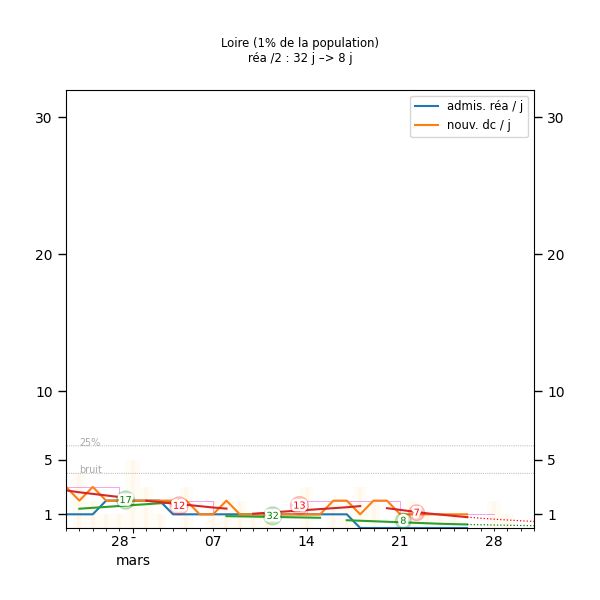 Loire (1% de la population)
réa /2 : 32 j –> 8 j
admis. réa / j
nouv. dc / j
30 30
20 20
10 10
25%
5 5
bruit
17 12 13 7
32 8
1 1
28 07 14 21 28
mars